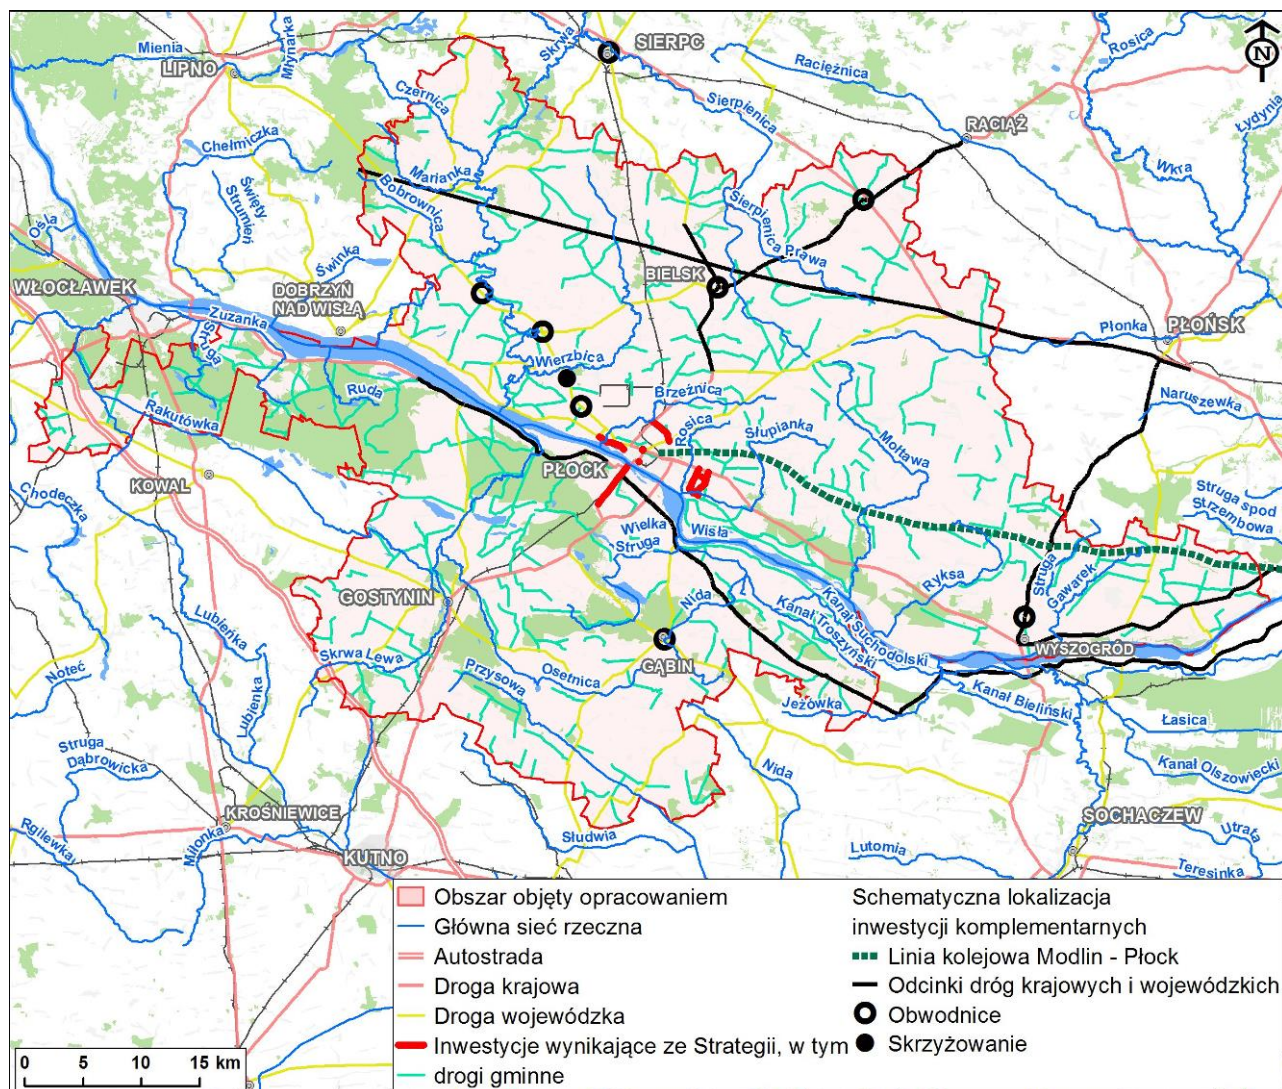 N
Mienia
LIPNO
Młynarka
Skrwa
SIERPC
Raciążnica
Rosica
Czernica
Sierpienica
RACIĄŻ
Łydynia
Chełmiczka
Wkra
Święty
Strumień
Marianka
Bobrownica
Sierpienica Prawa
Ośla
Świnka
BIELSK
WŁOCŁAWEK
DOBRZYŃ
NAD WISŁĄ
Zuzanka
Struga
PŁOŃSK
Płonka
Wierzbica
Ruda
Brzeźnica
Naruszewka
Rakutówka
Rosica
Słupianka
Mołtawa
KOWAL
PŁOCK
Chodeczka
Struga spod
Strzembowa
Wielka
Struga
Wisła
Struga
Gawarek
Ryksa
GOSTYNIN
Nida
Kanał Suchodolski
Kanał Troszyński
Lubieńka
WYSZOGRÓD
Skrwa Lewa
GĄBIN
Noteć
Osetnica
Przysowa
Lubieńka
Jeżówka
Kanał Bieliński
Łasica
Struga
Dąbrowicka
Nida
Kanał Olszowiecki
KROŚNIEWICE
SOCHACZEW
Rgilewka
Miłonka
Słudwia
Utrata
Lutomia
KUTNO
Teresinka
Obszar objęty opracowaniem
Główna sieć rzeczna
Autostrada
Droga krajowa
Droga wojewódzka
Inwestycje wynikające ze Strategii, w tym
drogi gminne
Schematyczna lokalizacja
inwestycji komplementarnych
Linia kolejowa Modlin - Płock
Odcinki dróg krajowych i wojewódzkich
Obwodnice
Skrzyżowanie
0 5 10 15 km